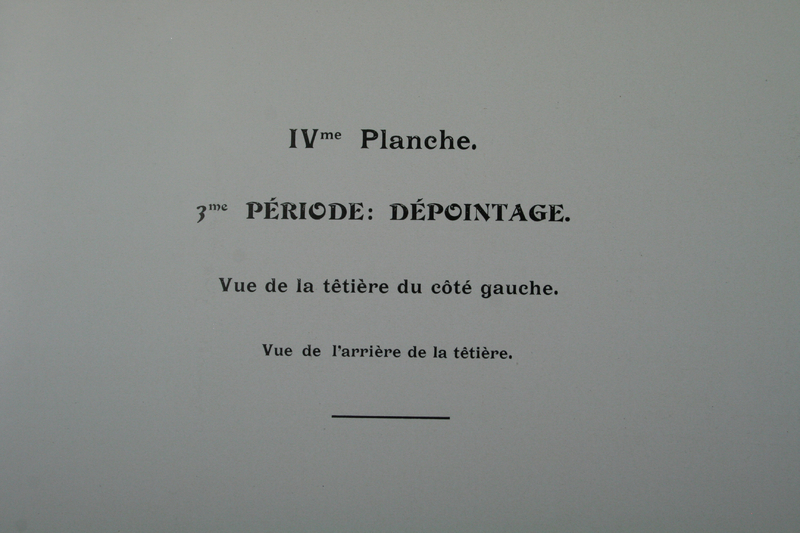 IVme Planche.
3me PÉRIODE: DÉPOINTAGE.
Vue de la têtière du côté gauche.
Vue de l'arrière de la têtière.